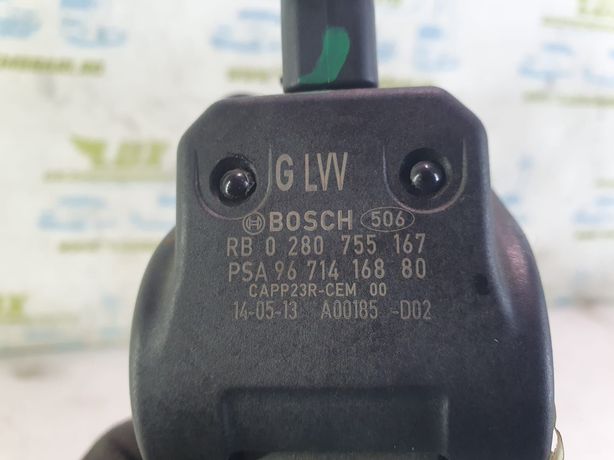 G LVV
BOSCH 506
RB 0 280 755 167
PSA 96 714 168 80
CAPP23R-CEM 00
14-05-13 A00185 -D02